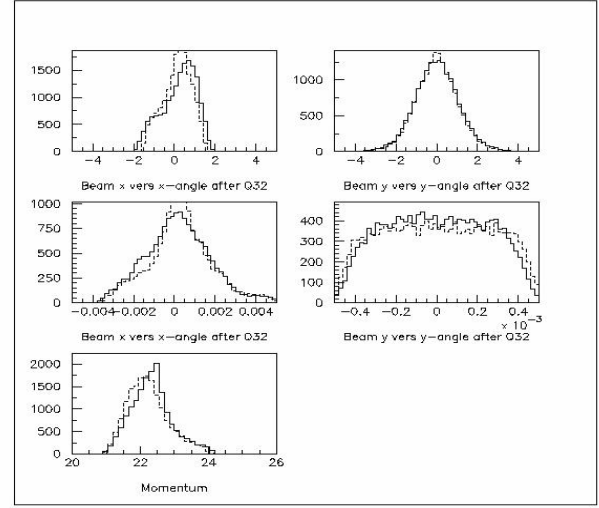 1500
1000
500
0
-4 -2 0 2 4
Beam x vers x-angle after Q32
1000
500
0
-4 -2 0 2 4
Beam y vers y-angle after Q32
1000
750
500
250
0
-0.004 -0.002 0 0.002 0.004
Beam x vers x-angle after Q32
400
300
200
100
0
-0.4 -0.2 0 0.2 0.4
x 10 -3
Beam y vers y-angle after Q32
2000
1500
1000
500
0
20 22 24 26
Momentum